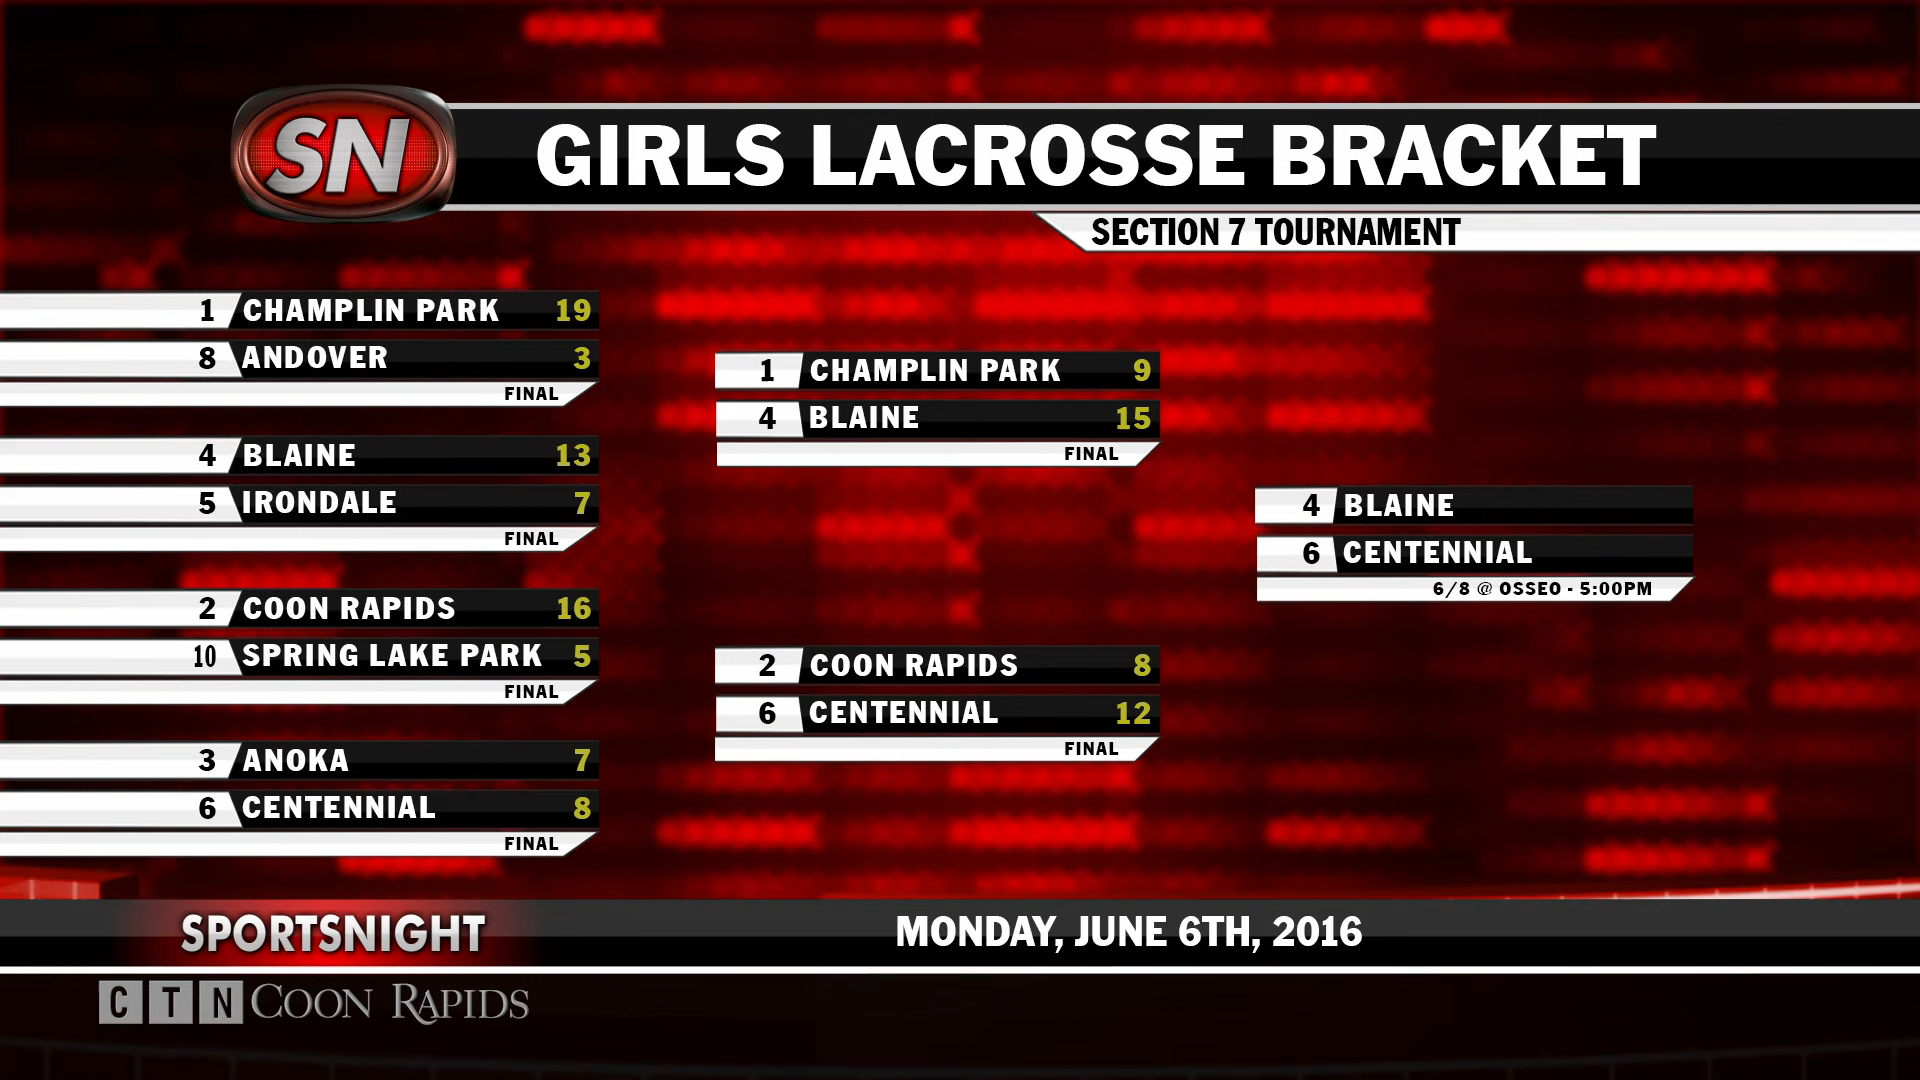 SN
GIRLS LACROSSE BRACKET
SECTION 7 TOURNAMENT
1 CHAMPLIN PARK 19
8 ANDOVER 3
FINAL
4 BLAINE 13
5 IRONDALE 7
FINAL
2 COON RAPIDS 16
10 SPRING LAKE PARK 5
FINAL
3 ANOKA 7
6 CENTENNIAL 8
FINAL
1 CHAMPLIN PARK 9
4 BLAINE 15
FINAL
2 COON RAPIDS 8
6 CENTENNIAL 12
FINAL
4 BLAINE
6 CENTENNIAL
6/8 @ OSSEO - 5:00PM
SPORTSNIGHT
MONDAY, JUNE 6TH, 2016
CTN COON RAPIDS